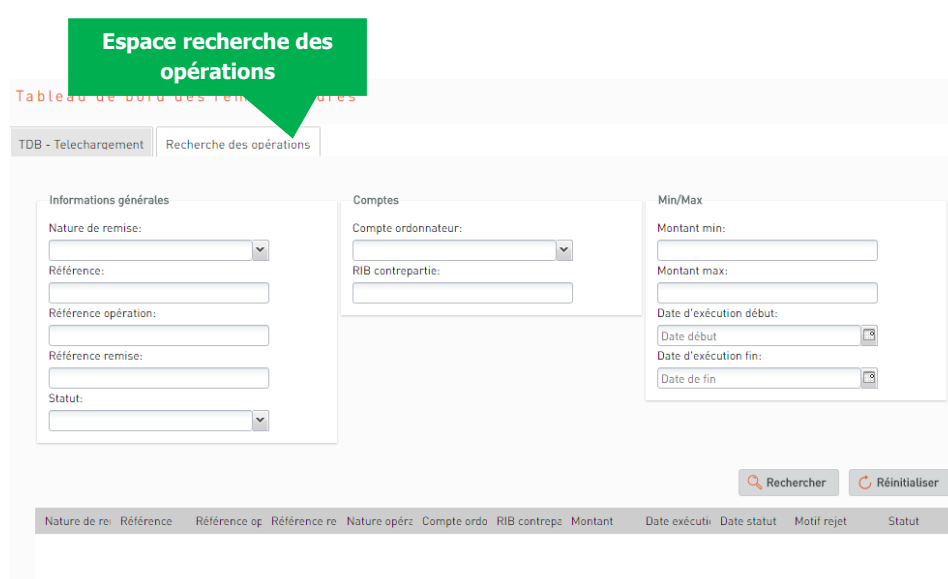 Espace recherche des
opérations
Tableau de bord des
TDB - Telechargement
Recherche des opérations
Informations générales
Nature de remise:
Référence:
Référence opération:
Référence remise:
Statut:
Comptes
Compte ordonnateur:
RIB contrepartie:
Min/Max
Montant min:
Montant max:
Date d'exécution début:
Date début
Date d'exécution fin:
Date de fin
Rechercher
Réinitialiser
Nature de re Référence Référence op Référence re Nature opéra Compte ordo RIB contrepa Montant Date exécuti Date statut Motif rejet Statut